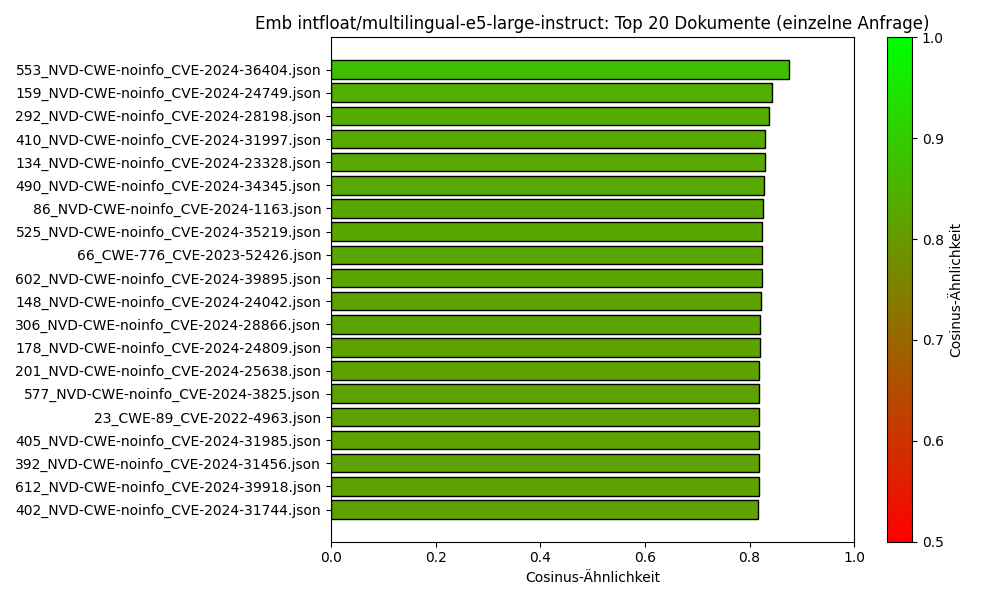 Emb intfloat/multilingual-e5-large-instruct: Top 20 Dokumente (einzelne Anfrage)
553_NVD-CWE-noinfo_CVE-2024-36404.json
159_NVD-CWE-noinfo_CVE-2024-24749.json
292_NVD-CWE-noinfo_CVE-2024-28198.json
410_NVD-CWE-noinfo_CVE-2024-31997.json
134_NVD-CWE-noinfo_CVE-2024-23328.json
490_NVD-CWE-noinfo_CVE-2024-34345.json
86_NVD-CWE-noinfo_CVE-2024-1163.json
525_NVD-CWE-noinfo_CVE-2024-35219.json
66_CWE-776_CVE-2023-52426.json
602_NVD-CWE-noinfo_CVE-2024-39895.json
148_NVD-CWE-noinfo_CVE-2024-24042.json
306_NVD-CWE-noinfo_CVE-2024-28866.json
178_NVD-CWE-noinfo_CVE-2024-24809.json
201_NVD-CWE-noinfo_CVE-2024-25638.json
577_NVD-CWE-noinfo_CVE-2024-3825.json
23_CWE-89_CVE-2022-4963.json
405_NVD-CWE-noinfo_CVE-2024-31985.json
392_NVD-CWE-noinfo_CVE-2024-31456.json
612_NVD-CWE-noinfo_CVE-2024-39918.json
402_NVD-CWE-noinfo_CVE-2024-31744.json
0.0 0.2 0.4 0.6 0.8 1.0
Cosinus-Ähnlichkeit
1.0
0.9
0.8
0.7
0.6
0.5
Cosinus-Ähnlichkeit